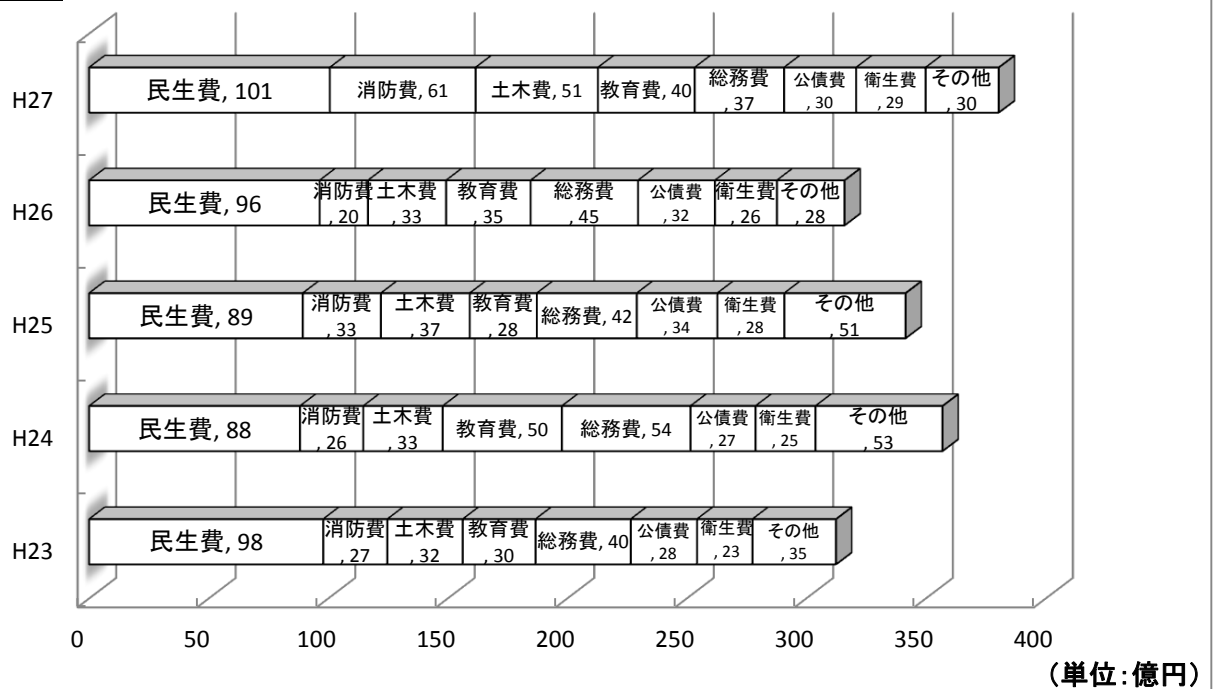 H27
民生費, 101
消防費, 61
土木費, 51
教育費, 40
総務費
, 37
公債費
, 30
衛生費
, 29
その他
, 30
H26
民生費, 96
消防費
, 20
土木費
, 33
教育費
, 35
総務費
, 45
公債費
, 32
衛生費
, 26
その他
, 28
H25
民生費, 89
消防費
, 33
土木費
, 37
教育費
, 28
総務費, 42
公債費
, 34
衛生費
, 28
その他
, 51
H24
民生費, 88
消防費
, 26
土木費
, 33
教育費, 50
総務費, 54
公債費
, 27
衛生費
, 25
その他
, 53
H23
民生費, 98
消防費
, 27
土木費
, 32
教育費
, 30
総務費, 40
公債費
, 28
衛生費
, 23
その他
, 35
0 50 100 150 200 250 300 350 400
(単位:億円)